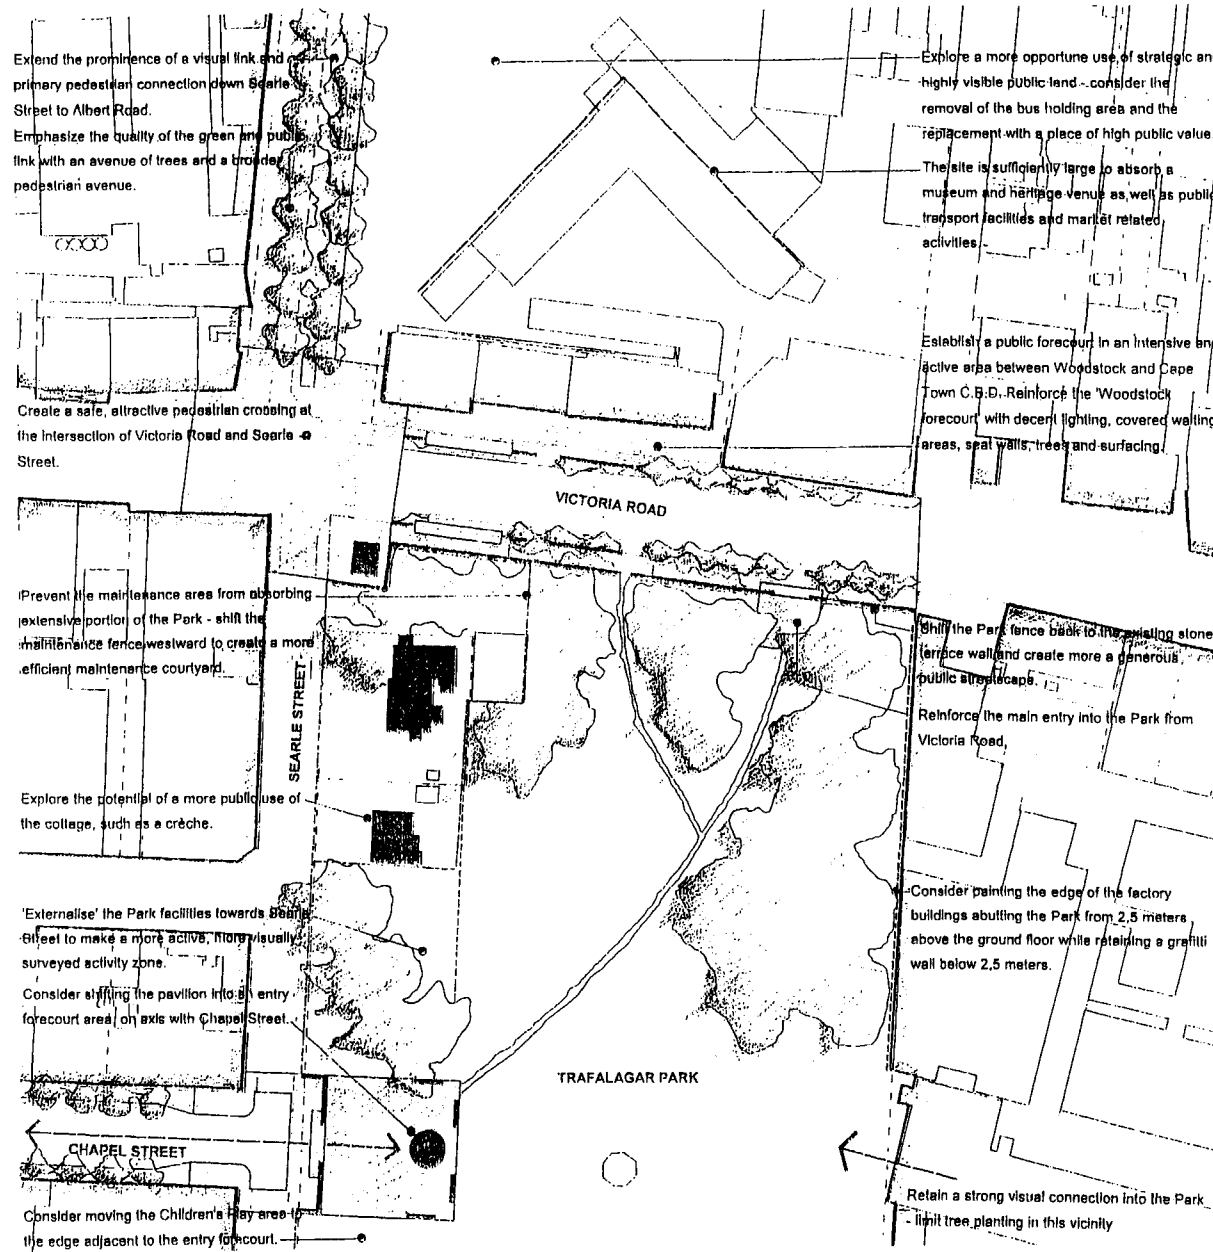 Extend the prominence of a visual link and
primary pedestrian connection down Searle
Street to Albert Road.
Emphasize the quality of the green and public
link with an avenue of trees and a broader
pedestrian avenue.
Create a safe, attractive pedestrian crossing at
the intersection of Victoria Road and Searle
Street.
Prevent the maintenance area from absorbing
extensive portion of the Park - shift the
maintenance fence westward to create a more
efficient maintenance courtyard.
Explore the potential of a more public use of
the cottage, such as a crèche.
'Externalise' the Park facilities towards Searle
Street to make a more active, more visually
surveyed activity zone.
Consider shifting the pavilion into an entry
forecourt area, on axis with Chapel Street.
CHAPEL STREET
Consider moving the Children's Play area to
the edge adjacent to the entry forecourt.
SEARLE STREET
VICTORIA ROAD
TRAFALAGAR PARK
Explore a more opportune use of strategic an
highly visible public land - consider the
removal of the bus holding area and the
replacement with a place of high public value
The site is sufficiently large to absorb a
museum and heritage venue as well as public
transport facilities and market related
activities -
Establish a public forecourt in an intensive an
active area between Woodstock and Cape
Town C.B.D. Reinforce the 'Woodstock
forecourt' with decent lighting, covered waiting
areas, seat walls, trees and surfacing.
Shift the Park fence back to the existing stone
terrace wall and create more a generous
public streetscape.
Reinforce the main entry into the Park from
Victoria Road,
Consider painting the edge of the factory
buildings abutting the Park from 2,5 meters
above the ground floor while retaining a grafitti
wall below 2,5 meters.
Retain a strong visual connection into the Park
- limit tree planting in this vicinity